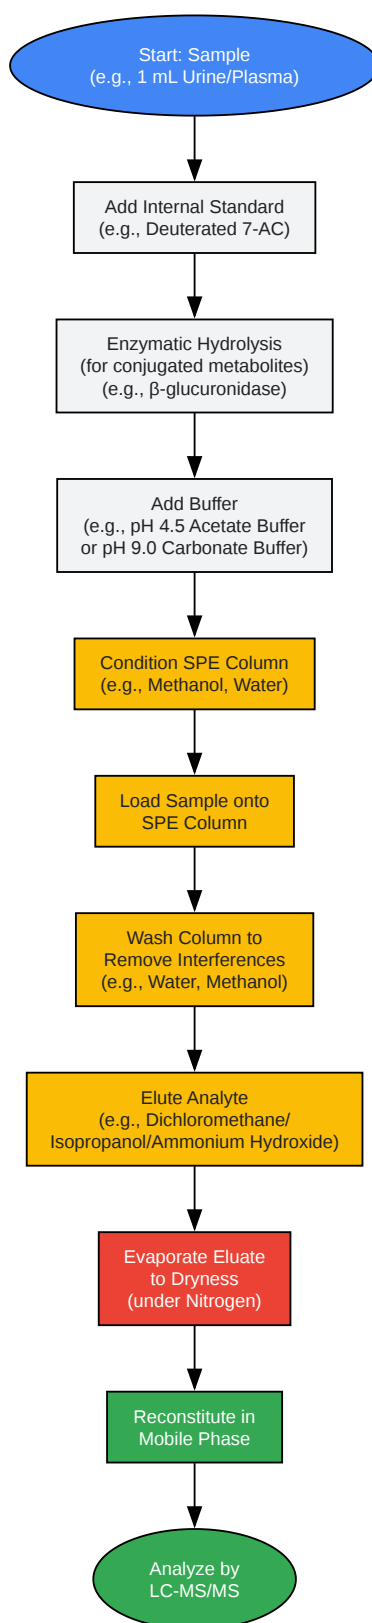 Start: Sample
(e.g., 1 mL Urine/Plasma)
Add Internal Standard
(e.g., Deuterated 7-AC)
Enzymatic Hydrolysis
(for conjugated metabolites)
(e.g., β-glucuronidase)
Add Buffer
(e.g., pH 4.5 Acetate Buffer
or pH 9.0 Carbonate Buffer)
Condition SPE Column
(e.g., Methanol, Water)
Load Sample onto
SPE Column
Wash Column to
Remove Interferences
(e.g., Water, Methanol)
Elute Analyte
(e.g., Dichloromethane/
Isopropanol/Ammonium Hydroxide)
Evaporate Eluate
to Dryness
(under Nitrogen)
Reconstitute in
Mobile Phase
Analyze by
LC-MS/MS